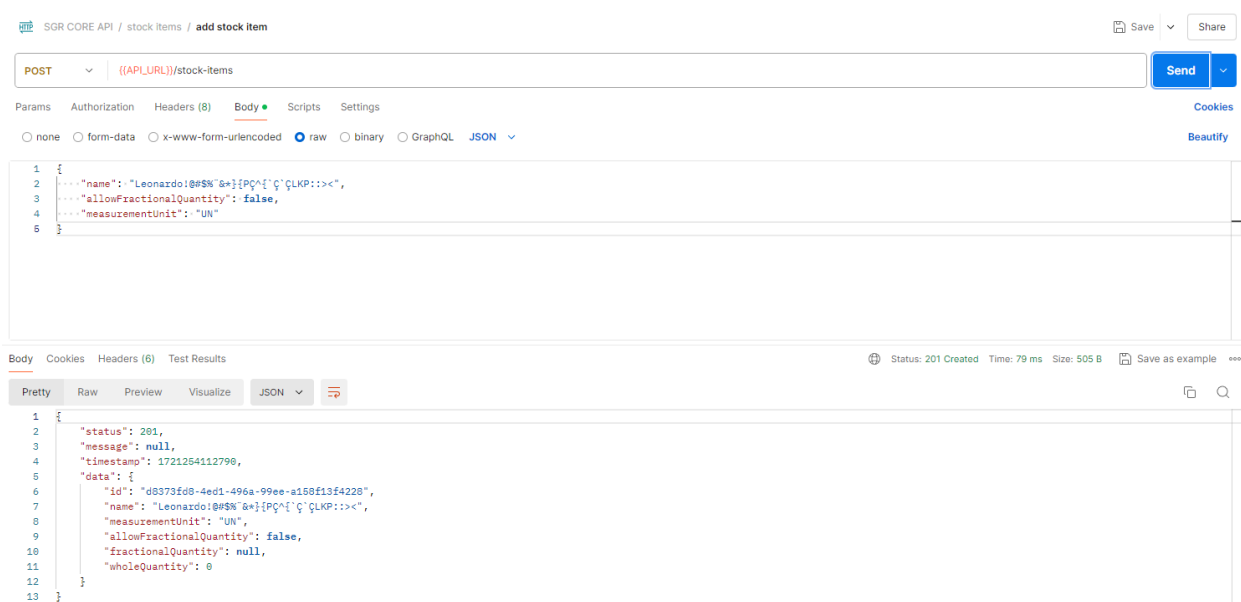 HTTP SGR CORE API / stock items / add stock item Save Share
POST {{API_URL}}/stock-items Send
Params Authorization Headers (8) Body Scripts Settings Cookies
none form-data x-www-form-urlencoded raw binary GraphQL JSON Beautify
1 {
2 "name": "Leonardo!@#$%¨&*}{PÇ^{`Ç`ÇLKP::><",
3 "allowFractionalQuantity": false,
4 "measurementUnit": "UN"
5 }
Body Cookies Headers (6) Test Results Status: 201 Created Time: 79 ms Size: 505 B Save as example
Pretty Raw Preview Visualize JSON
1 {
2 "status": 201,
3 "message": null,
4 "timestamp": 1721254112790,
5 "data": {
6 "id": "d8373fd8-4ed1-496a-99ee-a158f13f4228",
7 "name": "Leonardo!@#$%¨&*}{PÇ^{`Ç`ÇLKP::><",
8 "measurementUnit": "UN",
9 "allowFractionalQuantity": false,
10 "fractionalQuantity": null,
11 "wholeQuantity": 0
12 }
13 }